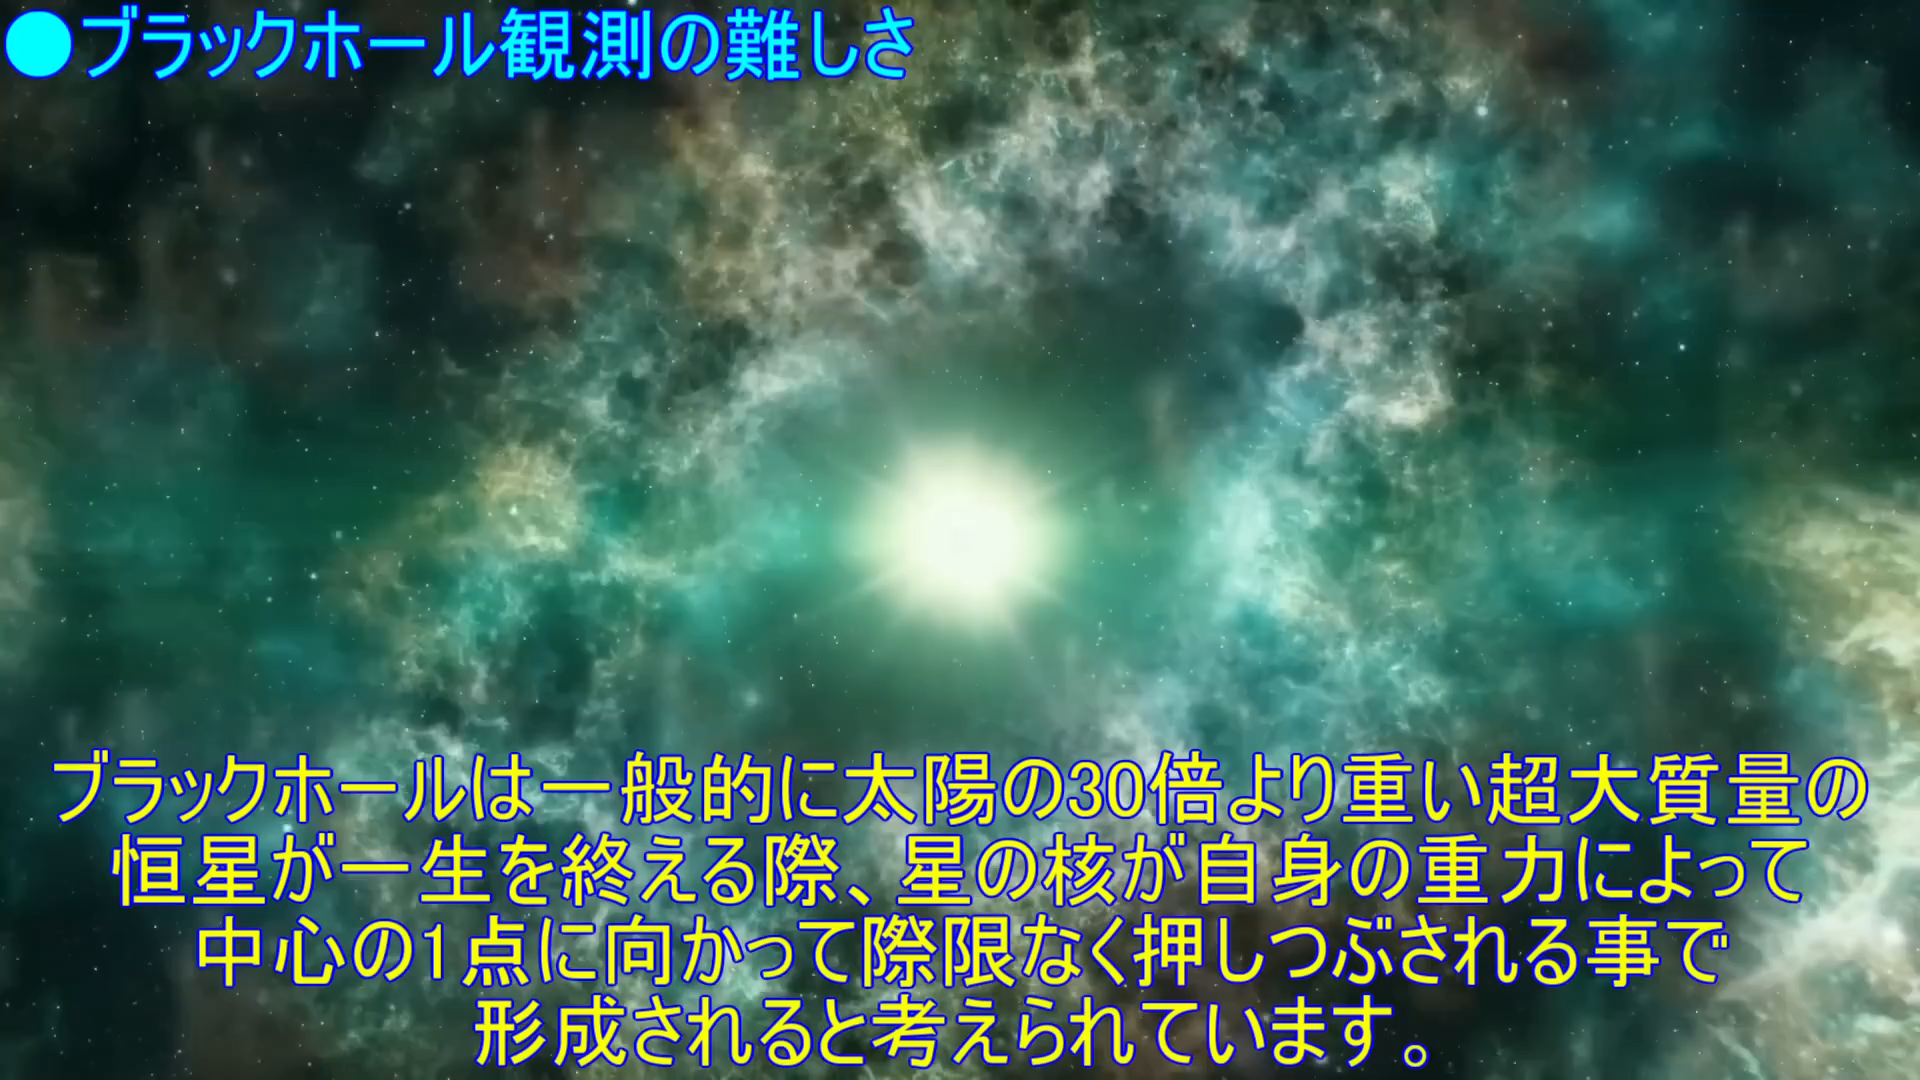 ●ブラックホール観測の難しさ
ブラックホールは一般的に太陽の30倍より重い超大質量の
恒星が一生を終える際、星の核が自身の重力によって
中心の1点に向かって際限なく押しつぶされる事で
形成されると考えられています。